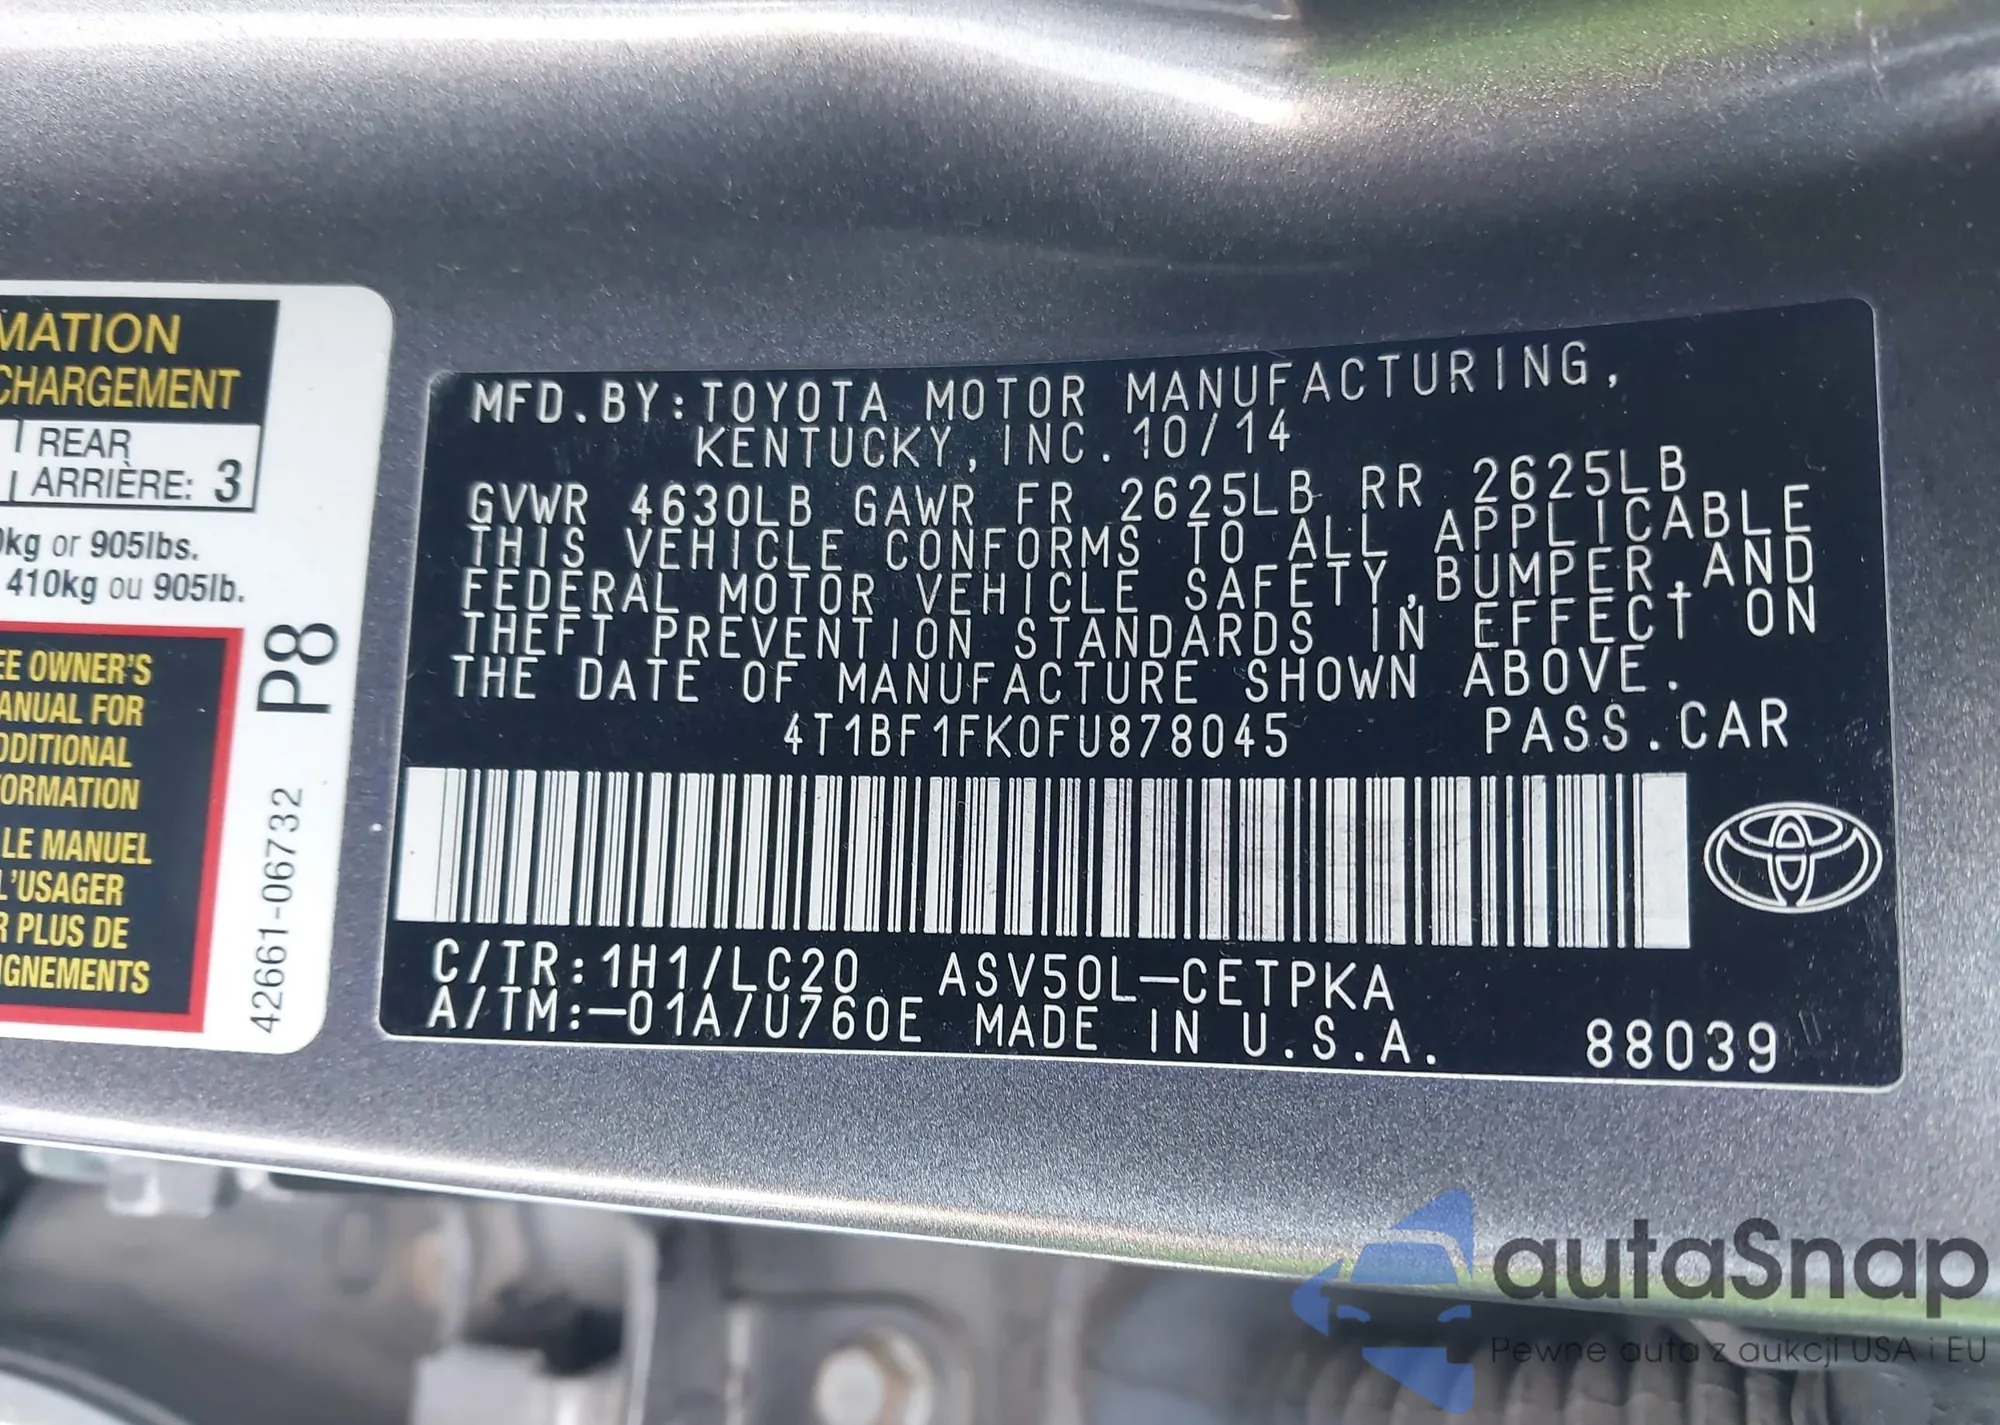 MATION
CHARGEMENT
REAR
ARRIÈRE: 3
kg or 905lbs.
410kg ou 905lb.
EE OWNER'S
ANUAL FOR
DDITIONAL
FORMATION
LE MANUEL
L'USAGER
R PLUS DE
IGNEMENTS
P8
42661-06732
MFD.BY:TOYOTA MOTOR MANUFACTURING,
KENTUCKY, INC. 10/14
GVWR 4630LB GAWR FR 2625LB RR 2625LB
THIS VEHICLE CONFORMS TO ALL APPLICABLE
FEDERAL MOTOR VEHICLE SAFETY,BUMPER,AND
THEFT PREVENTION STANDARDS IN EFFECT ON
THE DATE OF MANUFACTURE SHOWN ABOVE.
4T1BF1FK0FU878045 PASS.CAR
C/TR:1H1/LC20 ASV50L-CETPKA
A/TM:-01A/U760E MADE IN U.S.A. 88039
autaSnap
Pewne auta z aukcji USA i EU